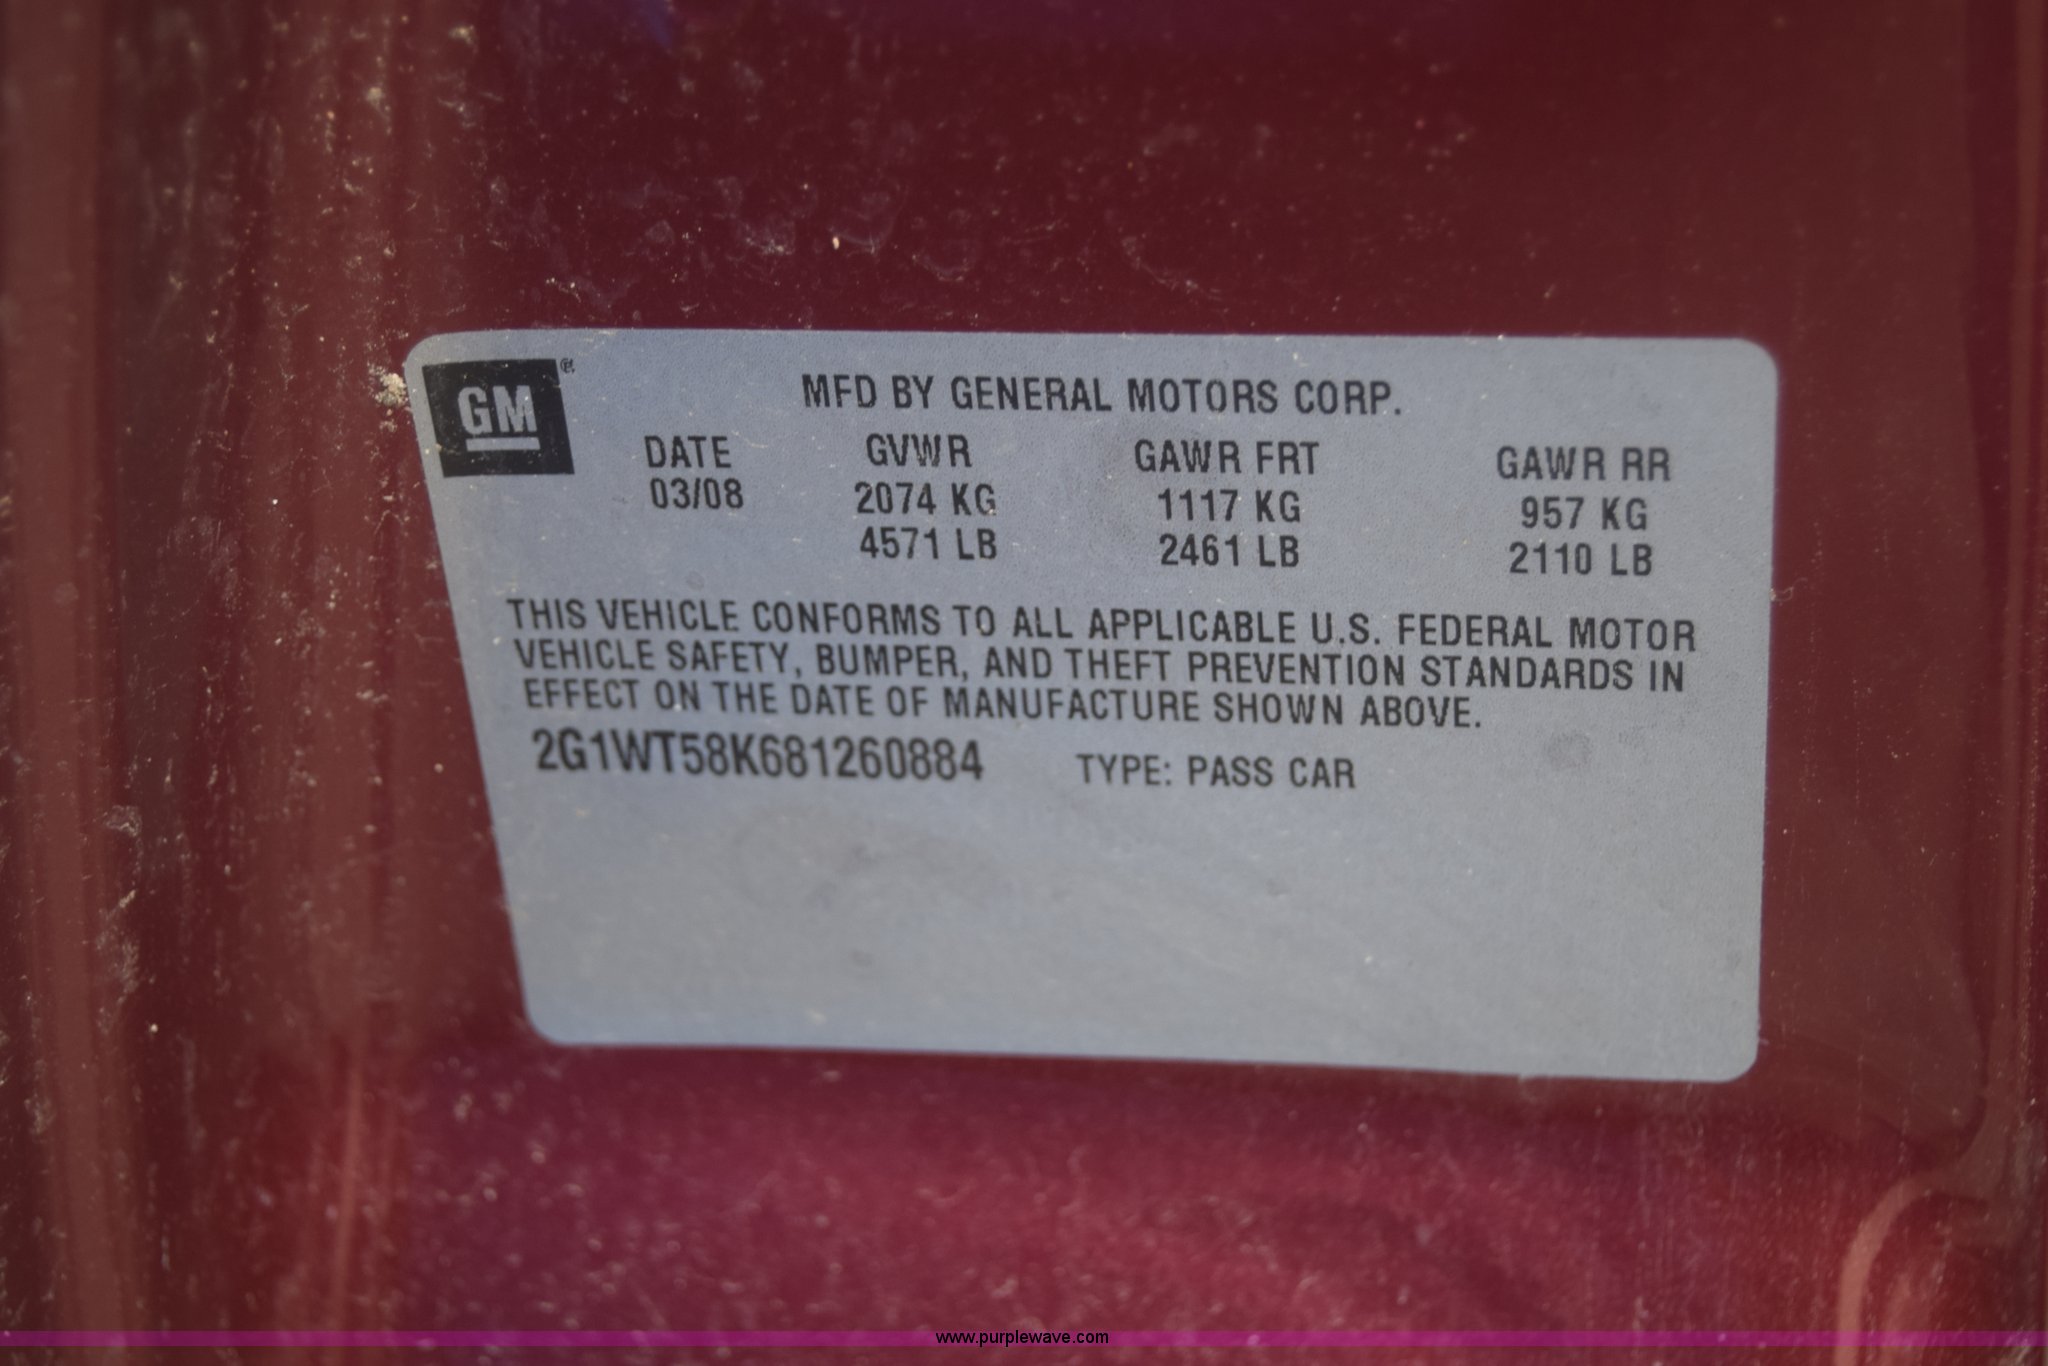 GM
MFD BY GENERAL MOTORS CORP.
DATE GVWR GAWR FRT GAWR RR
03/08 2074 KG 1117 KG 957 KG
4571 LB 2461 LB 2110 LB
THIS VEHICLE CONFORMS TO ALL APPLICABLE U.S. FEDERAL MOTOR
VEHICLE SAFETY, BUMPER, AND THEFT PREVENTION STANDARDS IN
EFFECT ON THE DATE OF MANUFACTURE SHOWN ABOVE.
2G1WT58K681260884 TYPE: PASS CAR
www.purplewave.com